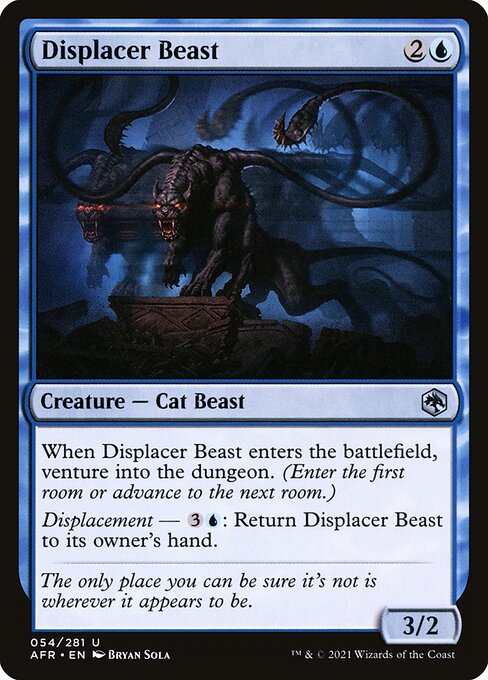 Displacer Beast 2
Creature — Cat Beast
When Displacer Beast enters the battlefield,
venture into the dungeon. (Enter the first
room or advance to the next room.)
Displacement — 3 : Return Displacer Beast
to its owner's hand.
The only place you can be sure it's not is
wherever it appears to be.
3/2
054/281 U
AFR • EN Bryan Sola
™ & © 2021 Wizards of the Coast